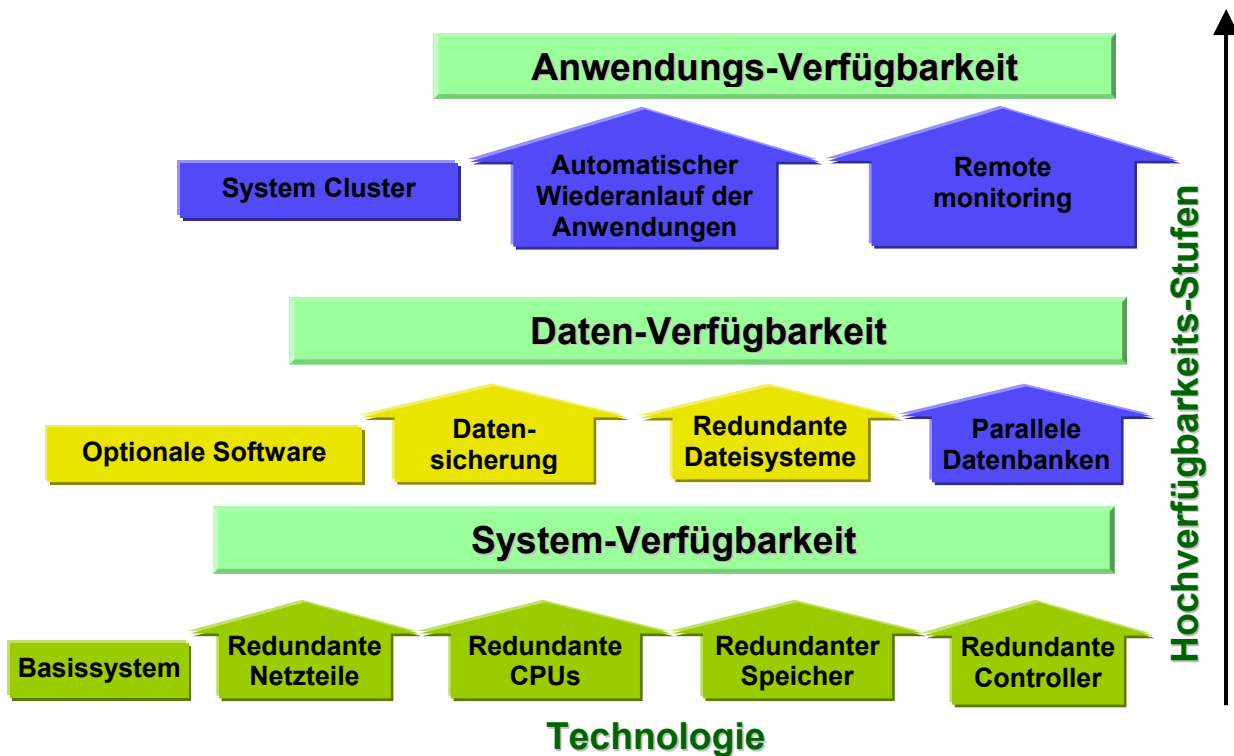 Anwendungs-Verfügbarkeit
System Cluster
Automatischer
Wiederanlauf der
Anwendungen
Remote
monitoring
Daten-Verfügbarkeit
Optionale Software
Daten-
sicherung
Redundante
Dateisysteme
Parallele
Datenbanken
System-Verfügbarkeit
Basissystem
Redundante
Netzteile
Redundante
CPUs
Redundanter
Speicher
Redundante
Controller
Technologie
Hochverfügbarkeits-Stufen